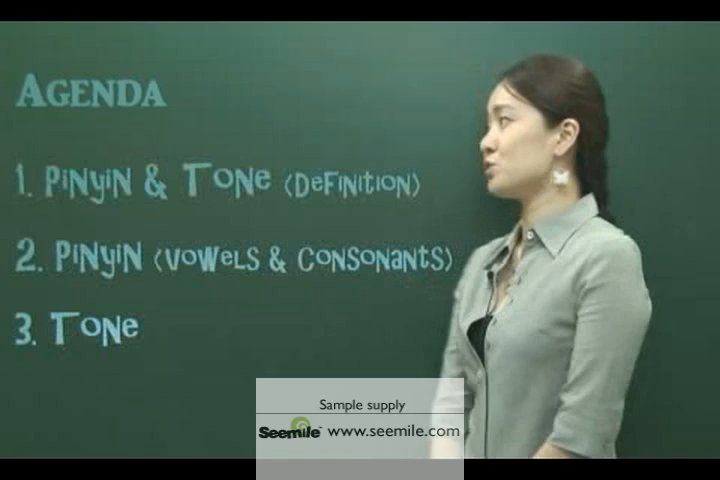 AGENDA
1. PiNyiN & TONe (DeFiNiTiON)
2. PiNyiN (VOWeLS & CONSONANTS)
3. TONe
Sample supply
Seemile www.seemile.com